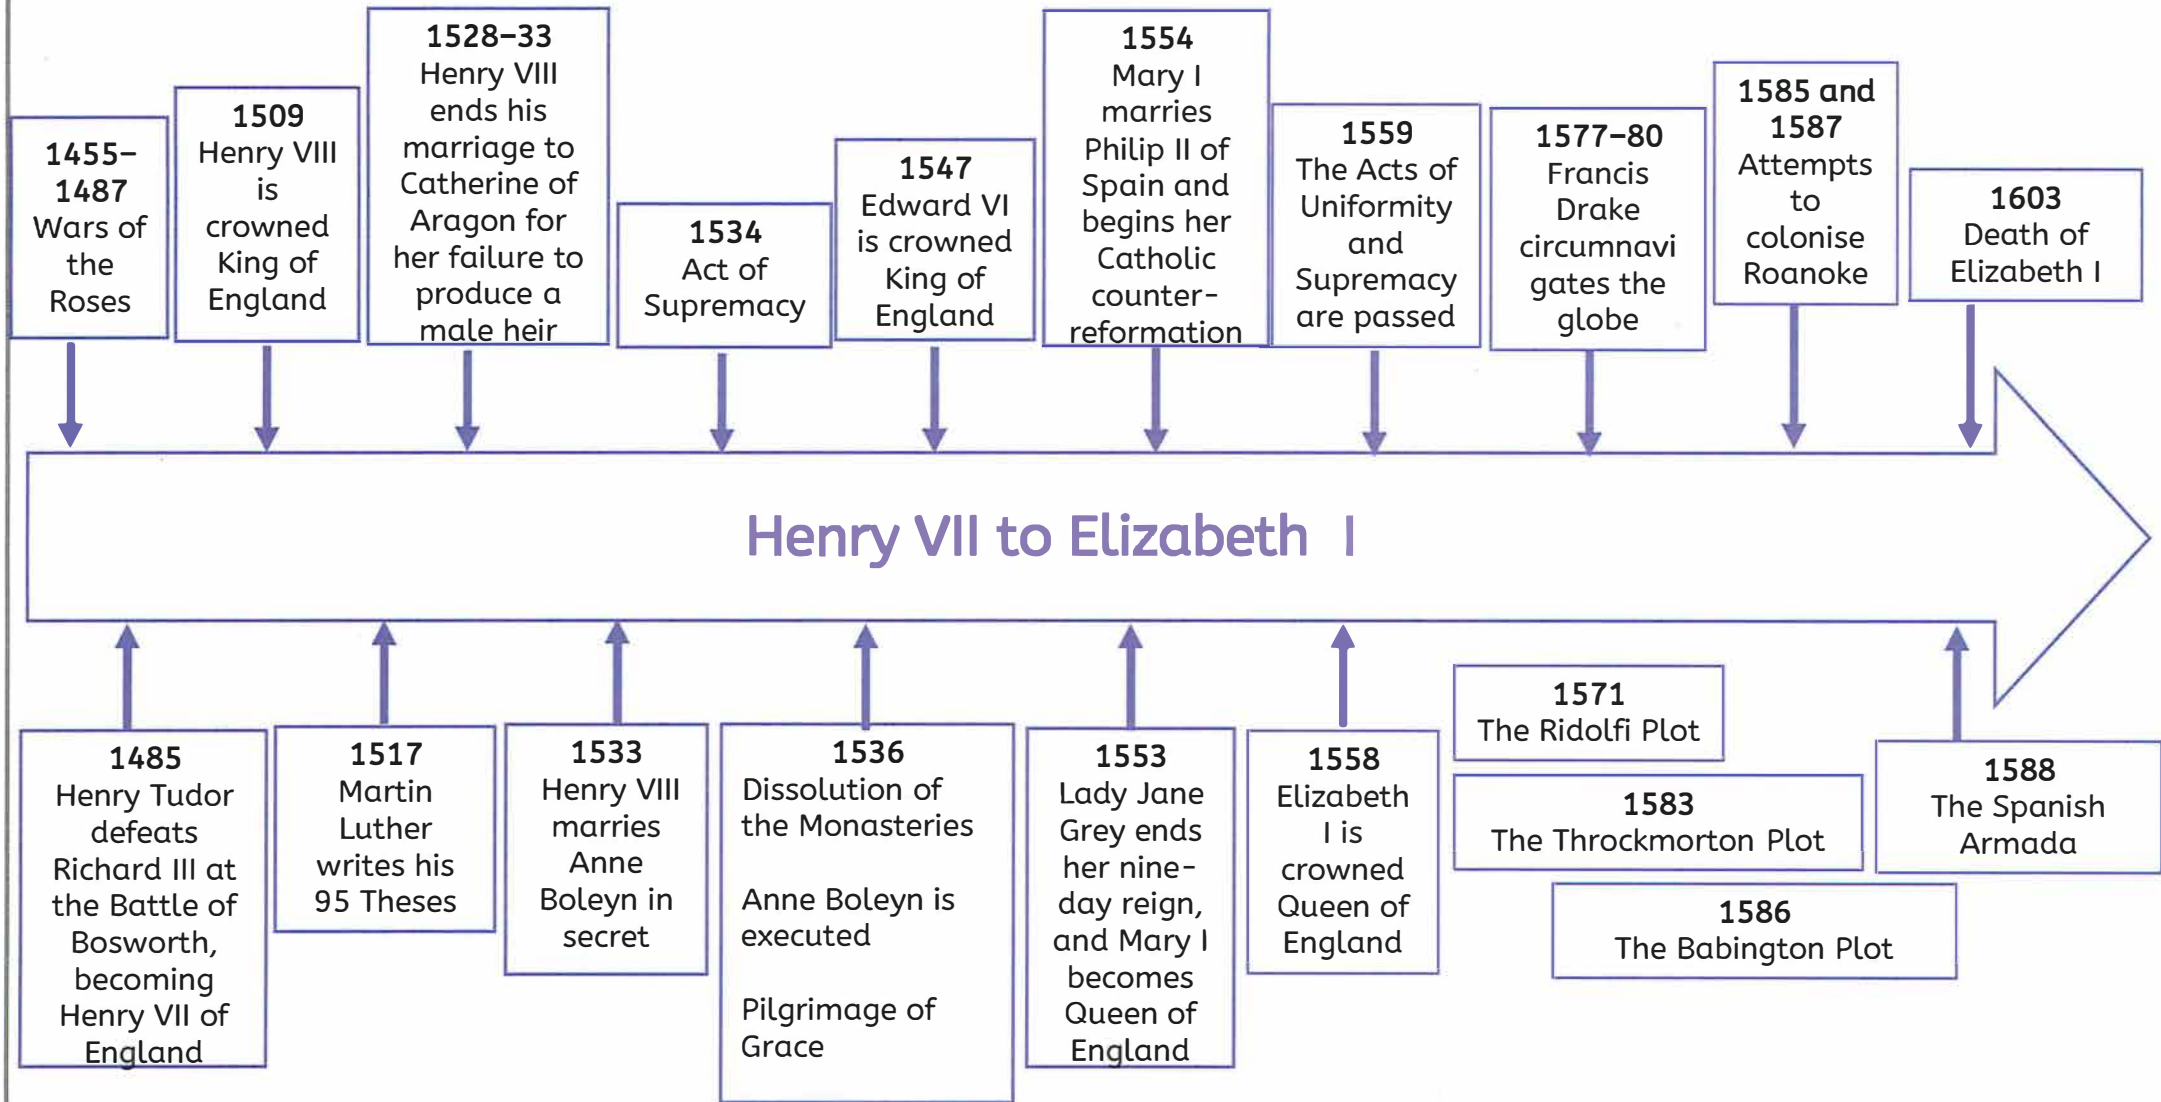 1455–
1487
Wars of
the
Roses
1509
Henry VIII
is
crowned
King of
England
1528–33
Henry VIII
ends his
marriage to
Catherine of
Aragon for
her failure to
produce a
male heir
1534
Act of
Supremacy
1547
Edward VI
is crowned
King of
England
1554
Mary I
marries
Philip II of
Spain and
begins her
Catholic
counter-
reformation
1559
The Acts of
Uniformity
and
Supremacy
are passed
1577–80
Francis
Drake
circumnavi
gates the
globe
1585 and
1587
Attempts
to
colonise
Roanoke
1603
Death of
Elizabeth I
Henry VII to Elizabeth I
1485
Henry Tudor
defeats
Richard III at
the Battle of
Bosworth,
becoming
Henry VII of
England
1517
Martin
Luther
writes his
95 Theses
1533
Henry VIII
marries
Anne
Boleyn in
secret
1536
Dissolution of
the Monasteries
Anne Boleyn is
executed
Pilgrimage of
Grace
1553
Lady Jane
Grey ends
her nine-
day reign,
and Mary I
becomes
Queen of
England
1558
Elizabeth
I is
crowned
Queen of
England
1571
The Ridolfi Plot
1583
The Throckmorton Plot
1586
The Babington Plot
1588
The Spanish
Armada